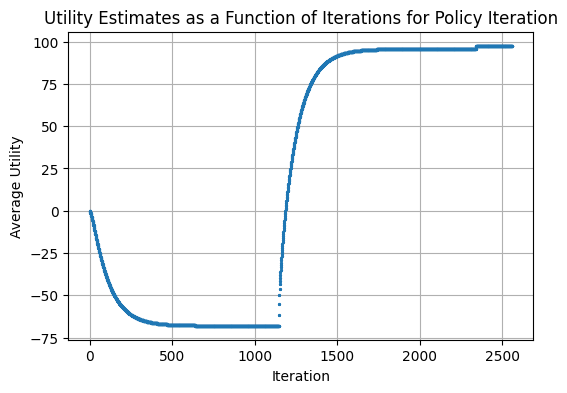 Utility Estimates as a Function of Iterations for Policy Iteration
100
75
50
25
0
−25
−50
−75
Average Utility
0 500 1000 1500 2000 2500
Iteration